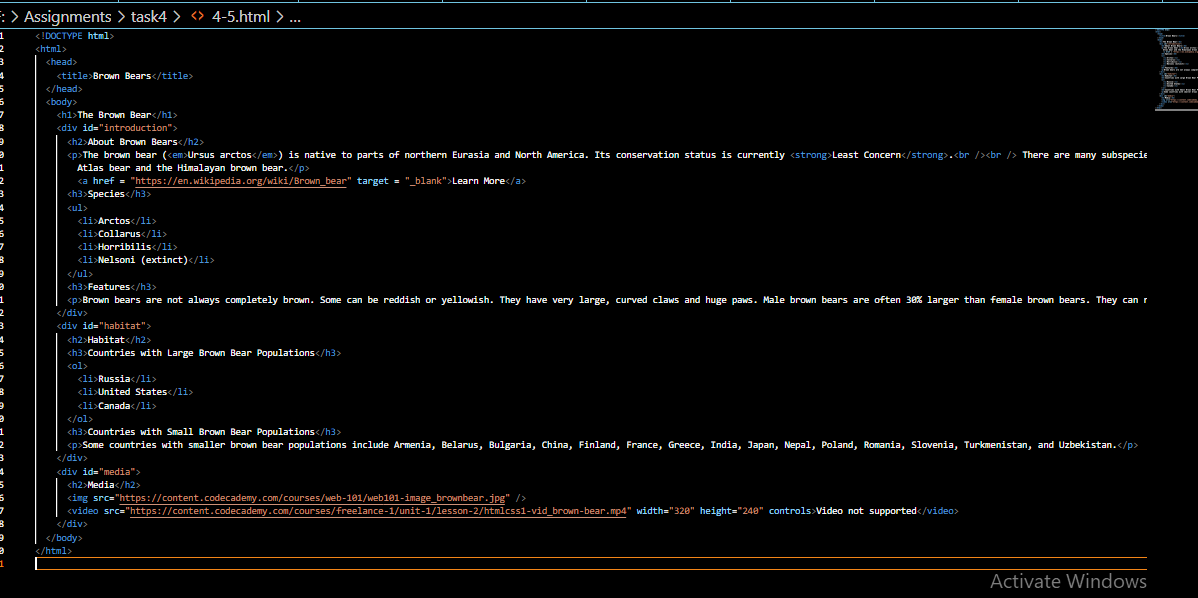 : > Assignments > task4 > <> 4-5.html > ...
1 <!DOCTYPE html>
2 <html>
3 <head>
4 <title>Brown Bears</title>
5 </head>
6 <body>
7 <h1>The Brown Bear</h1>
8 <div id="introduction">
9 <h2>About Brown Bears</h2>
0 <p>The brown bear (<em>Ursus arctos</em>) is native to parts of northern Eurasia and North America. Its conservation status is currently <strong>Least Concern</strong>.<br /><br /> There are many subspecie
1 Atlas bear and the Himalayan brown bear.</p>
2 <a href = "https://en.wikipedia.org/wiki/Brown_bear" target = "_blank">Learn More</a>
3 <h3>Species</h3>
4 <ul>
5 <li>Arctos</li>
6 <li>Collarus</li>
7 <li>Horribilis</li>
8 <li>Nelsoni (extinct)</li>
9 </ul>
0 <h3>Features</h3>
1 <p>Brown bears are not always completely brown. Some can be reddish or yellowish. They have very large, curved claws and huge paws. Male brown bears are often 30% larger than female brown bears. They can r
2 </div>
3 <div id="habitat">
4 <h2>Habitat</h2>
5 <h3>Countries with Large Brown Bear Populations</h3>
6 <ol>
7 <li>Russia</li>
8 <li>United States</li>
9 <li>Canada</li>
0 </ol>
1 <h3>Countries with Small Brown Bear Populations</h3>
2 <p>Some countries with smaller brown bear populations include Armenia, Belarus, Bulgaria, China, Finland, France, Greece, India, Japan, Nepal, Poland, Romania, Slovenia, Turkmenistan, and Uzbekistan.</p>
3 </div>
4 <div id="media">
5 <h2>Media</h2>
6 <img src="https://content.codecademy.com/courses/web-101/web101-image_brownbear.jpg" />
7 <video src="https://content.codecademy.com/courses/freelance-1/unit-1/lesson-2/htmlcss1-vid_brown-bear.mp4" width="320" height="240" controls>Video not supported</video>
8 </div>
9 </body>
0 </html>
1
Activate Windows